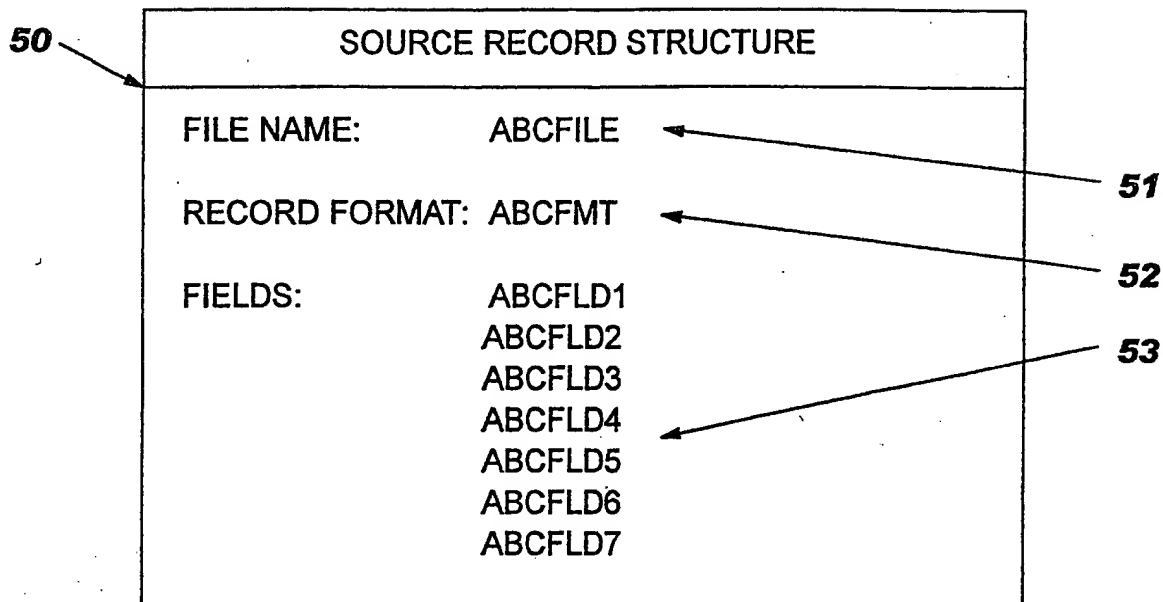 50
SOURCE RECORD STRUCTURE
FILE NAME: ABCFILE
51
RECORD FORMAT: ABCFMT
52
FIELDS: ABCFLD1
ABCFLD2
53
ABCFLD3
ABCFLD4
ABCFLD5
ABCFLD6
ABCFLD7